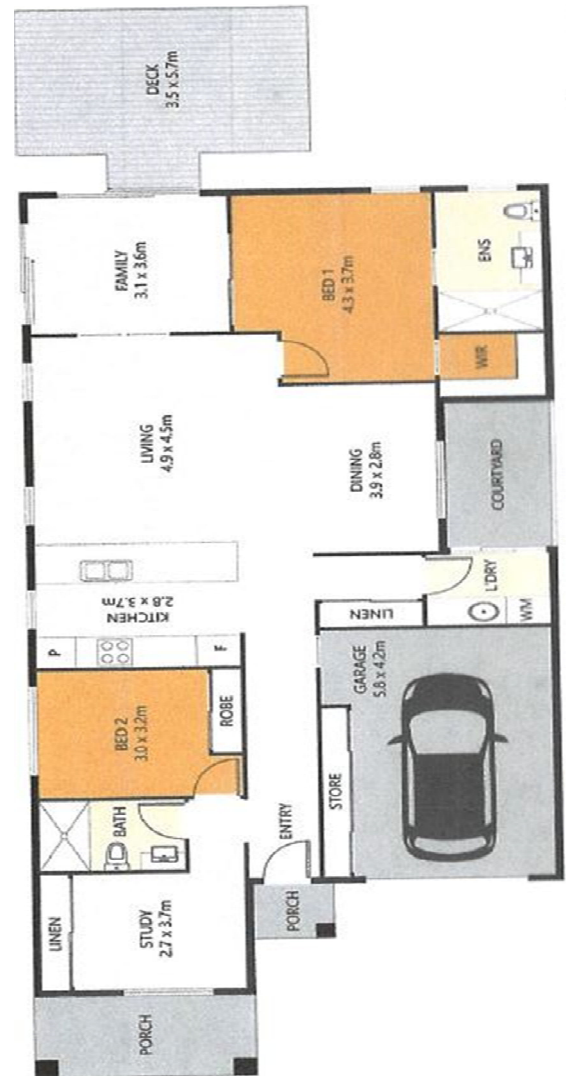 DECK
3.5 x 5.7m
FAMILY
3.1 x 3.6m
BED 1
4.3 x 3.7m
ENS
WIR
LIVING
4.9 x 4.5m
DINING
3.9 x 2.8m
COURTYARD
KITCHEN
2.8 x 3.7m
P
F
LINEN
L'DRY
WM
GARAGE
5.8 x 4.2m
STORE
BED 2
3.0 x 3.2m
ROBE
BATH
ENTRY
LINEN
STUDY
2.7 x 3.7m
PORCH
PORCH